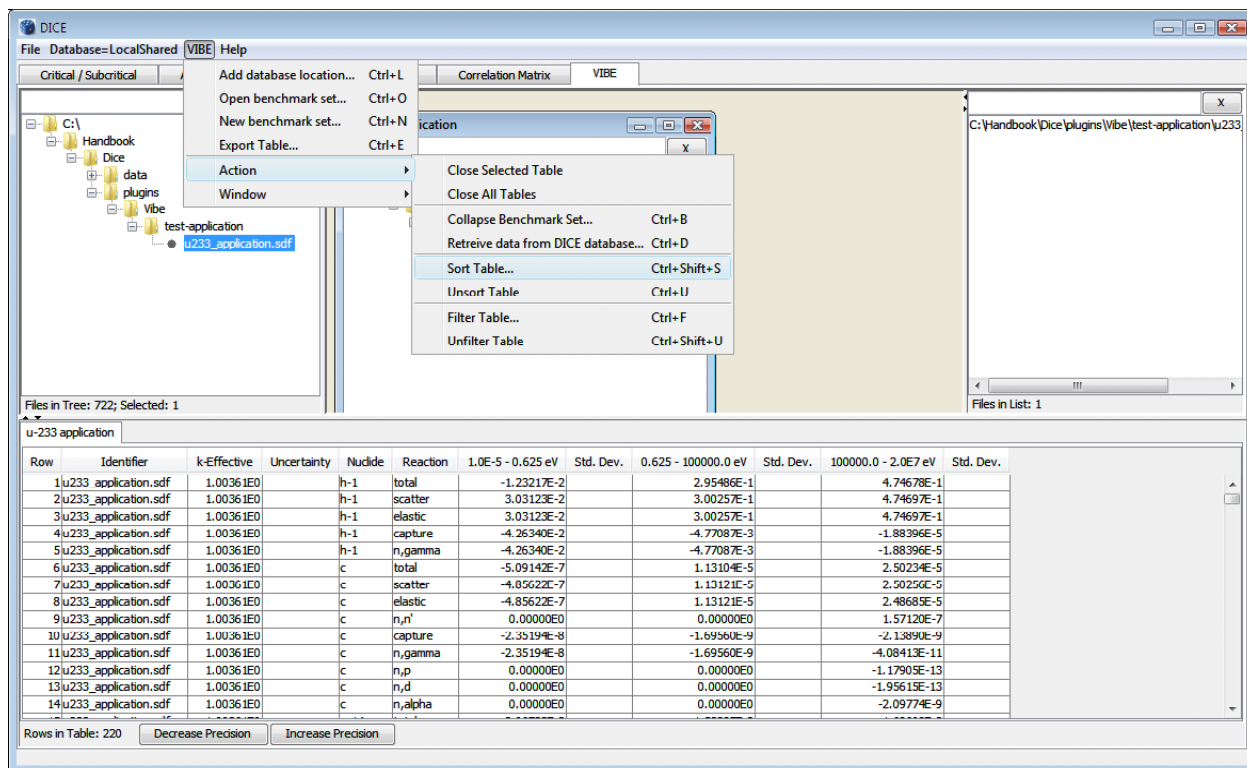 DICE
File Database=LocalShared VIBE Help
Critical / Subcritical Correlation Matrix VIBE
Add database location... Ctrl+L
Open benchmark set... Ctrl+O
New benchmark set... Ctrl+N
Export Table... Ctrl+E
Action
Window
Close Selected Table
Close All Tables
Collapse Benchmark Set... Ctrl+B
Retreive data from DICE database... Ctrl+D
Sort Table... Ctrl+Shift+S
Unsort Table Ctrl+U
Filter Table... Ctrl+F
Unfilter Table Ctrl+Shift+U
C:\
Handbook
Dice
data
plugins
Vibe
test-application
u233_application.sdf
Files in Tree: 722; Selected: 1
ication
X
X
C:\Handbook\Dice\plugins\Vibe\test-application\u233_
Files in List: 1
u-233 application
Row Identifier k-Effective Uncertainty Nuclide Reaction 1.0E-5 - 0.625 eV Std. Dev. 0.625 - 100000.0 eV Std. Dev. 100000.0 - 2.0E7 eV Std. Dev.
1 u233_application.sdf 1.00361E0 h-1 total -1.23217E-2 2.95486E-1 4.74678E-1
2 u233_application.sdf 1.00361E0 h-1 scatter 3.03123E-2 3.00257E-1 4.74697E-1
3 u233_application.sdf 1.00361E0 h-1 elastic 3.03123E-2 3.00257E-1 4.74697E-1
4 u233_application.sdf 1.00361E0 h-1 capture -4.26340E-2 -4.77087E-3 -1.88396E-5
5 u233_application.sdf 1.00361E0 h-1 n,gamma -4.26340E-2 -4.77087E-3 -1.88396E-5
6 u233_application.sdf 1.00361E0 c total -5.09142E-7 1.13104E-5 2.50234E-5
7 u233_application.sdf 1.00361E0 c scatter -4.85622E-7 1.13121E-5 2.50256E-5
8 u233_application.sdf 1.00361E0 c elastic -4.85622E-7 1.13121E-5 2.48685E-5
9 u233_application.sdf 1.00361E0 c n,n' 0.00000E0 0.00000E0 1.57120E-7
10 u233_application.sdf 1.00361E0 c capture -2.35194E-8 -1.69560E-9 -2.13890E-9
11 u233_application.sdf 1.00361E0 c n,gamma -2.35194E-8 -1.69560E-9 -4.08413E-11
12 u233_application.sdf 1.00361E0 c n,p 0.00000E0 0.00000E0 -1.17905E-13
13 u233_application.sdf 1.00361E0 c n,d 0.00000E0 0.00000E0 -1.95615E-13
14 u233_application.sdf 1.00361E0 c n,alpha 0.00000E0 0.00000E0 -2.09774E-9
Rows in Table: 220 Decrease Precision Increase Precision